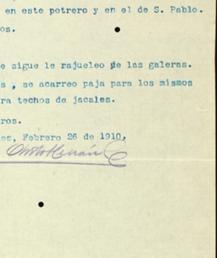 en este potrero y en el de S. Pablo.
os.
e sigue le rajueleo de las galeras.
s , se acarreo paja para los mismos
ra techos de jacales.
ros.
es, Febrero 26 de 1910.